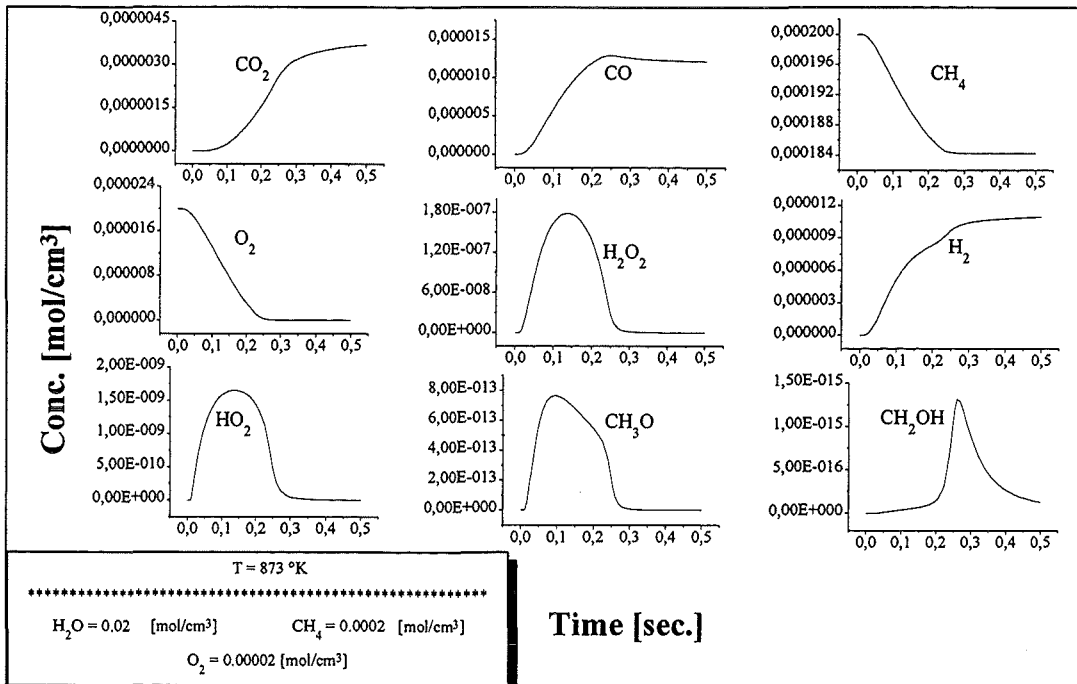 Conc. [mol/cm³]
0,0000045
0,0000030
0,0000015
0,0000000
CO₂
0,0 0,1 0,2 0,3 0,4 0,5
0,000015
0,000010
0,000005
0,000000
CO
0,0 0,1 0,2 0,3 0,4 0,5
0,000200
0,000196
0,000192
0,000188
0,000184
CH₄
0,0 0,1 0,2 0,3 0,4 0,5
0,000024
0,000016
0,000008
0,000000
O₂
0,0 0,1 0,2 0,3 0,4 0,5
1,80E-007
1,20E-007
6,00E-008
0,00E+000
H₂O₂
0,0 0,1 0,2 0,3 0,4 0,5
0,000012
0,000009
0,000006
0,000003
0,000000
H₂
0,0 0,1 0,2 0,3 0,4 0,5
2,00E-009
1,50E-009
1,00E-009
5,00E-010
0,00E+000
HO₂
0,0 0,1 0,2 0,3 0,4 0,5
8,00E-013
6,00E-013
4,00E-013
2,00E-013
0,00E+000
CH₃O
0,0 0,1 0,2 0,3 0,4 0,5
1,50E-015
1,00E-015
5,00E-016
0,00E+000
CH₂OH
0,0 0,1 0,2 0,3 0,4 0,5
T = 873 °K
*******************************************************
H₂O = 0,02 [mol/cm³] CH₄ = 0.0002 [mol/cm³]
O₂ = 0.00002 [mol/cm³]
Time [sec.]